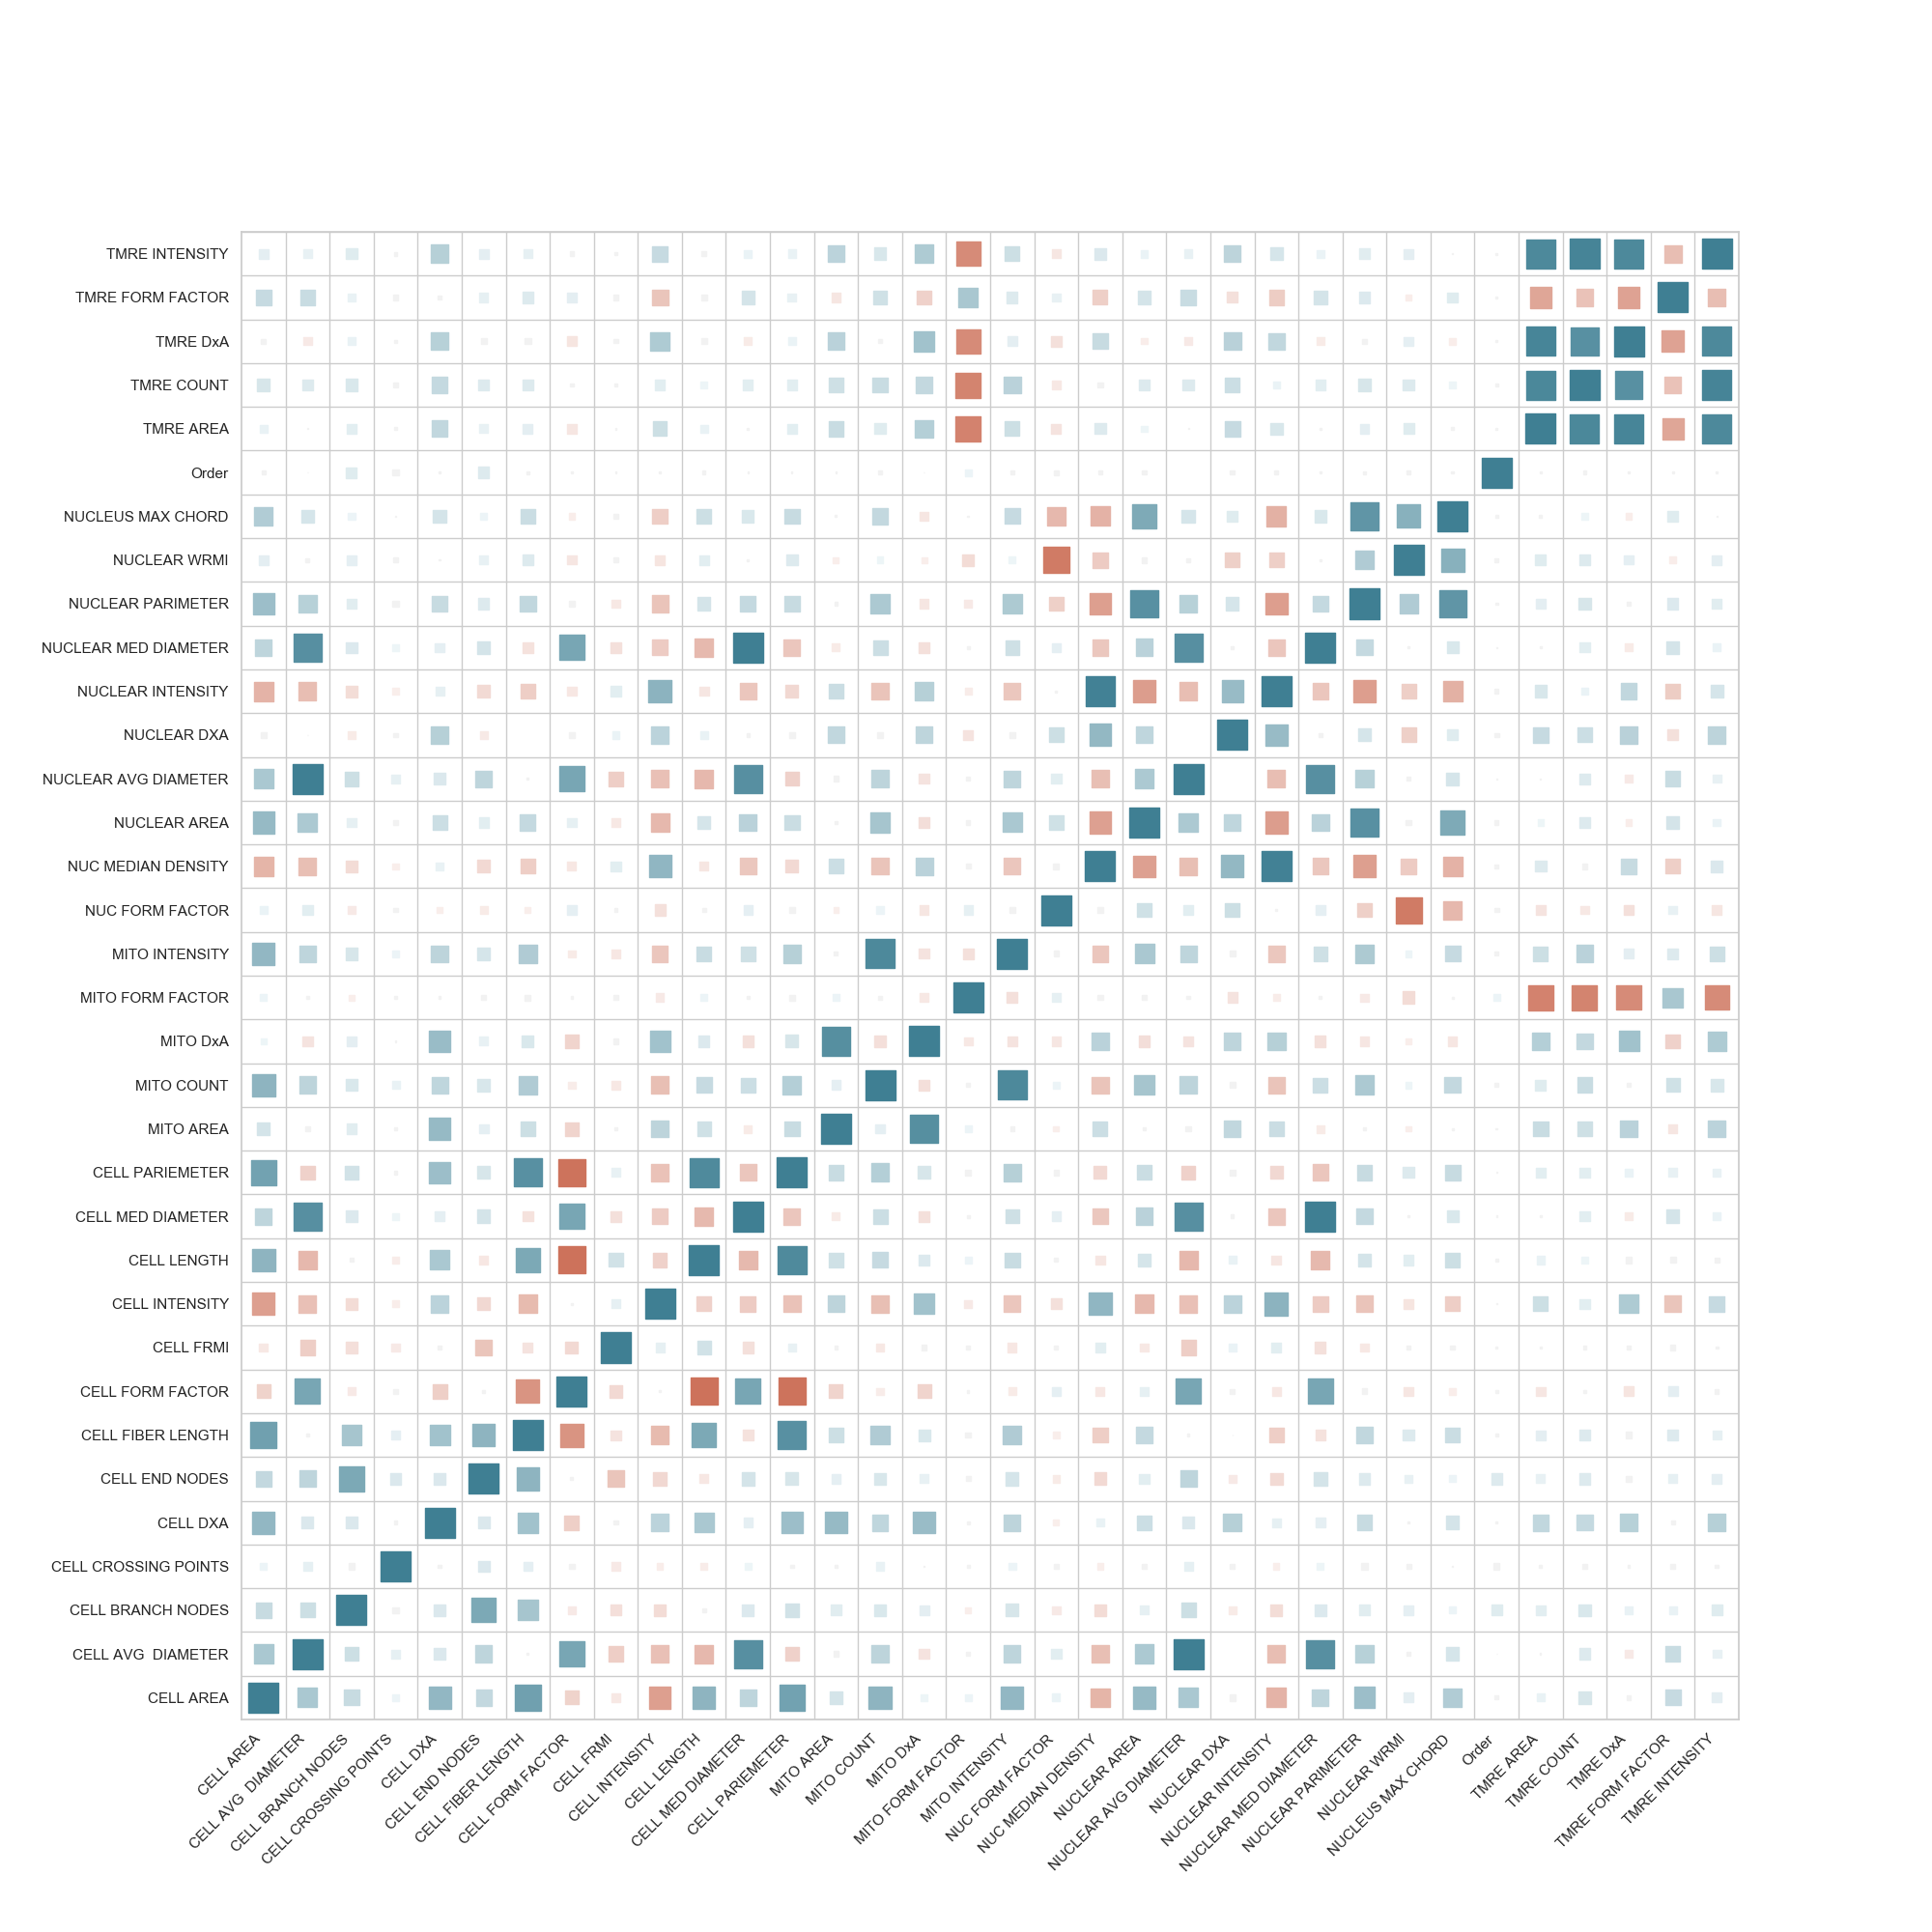 TMRE INTENSITY
TMRE FORM FACTOR
TMRE DxA
TMRE COUNT
TMRE AREA
Order
NUCLEUS MAX CHORD
NUCLEAR WRMI
NUCLEAR PARIMETER
NUCLEAR MED DIAMETER
NUCLEAR INTENSITY
NUCLEAR DXA
NUCLEAR AVG DIAMETER
NUCLEAR AREA
NUC MEDIAN DENSITY
NUC FORM FACTOR
MITO INTENSITY
MITO FORM FACTOR
MITO DxA
MITO COUNT
MITO AREA
CELL PARIEMETER
CELL MED DIAMETER
CELL LENGTH
CELL INTENSITY
CELL FRMI
CELL FORM FACTOR
CELL FIBER LENGTH
CELL END NODES
CELL DXA
CELL CROSSING POINTS
CELL BRANCH NODES
CELL AVG  DIAMETER
CELL AREA
CELL AREA
CELL AVG  DIAMETER
CELL BRANCH NODES
CELL CROSSING POINTS
CELL DXA
CELL END NODES
CELL FIBER LENGTH
CELL FORM FACTOR
CELL FRMI
CELL INTENSITY
CELL LENGTH
CELL MED DIAMETER
CELL PARIEMETER
MITO AREA
MITO COUNT
MITO DxA
MITO FORM FACTOR
MITO INTENSITY
NUC FORM FACTOR
NUC MEDIAN DENSITY
NUCLEAR AREA
NUCLEAR AVG DIAMETER
NUCLEAR DXA
NUCLEAR INTENSITY
NUCLEAR MED DIAMETER
NUCLEAR PARIMETER
NUCLEAR WRMI
NUCLEUS MAX CHORD
Order
TMRE AREA
TMRE COUNT
TMRE DxA
TMRE FORM FACTOR
TMRE INTENSITY